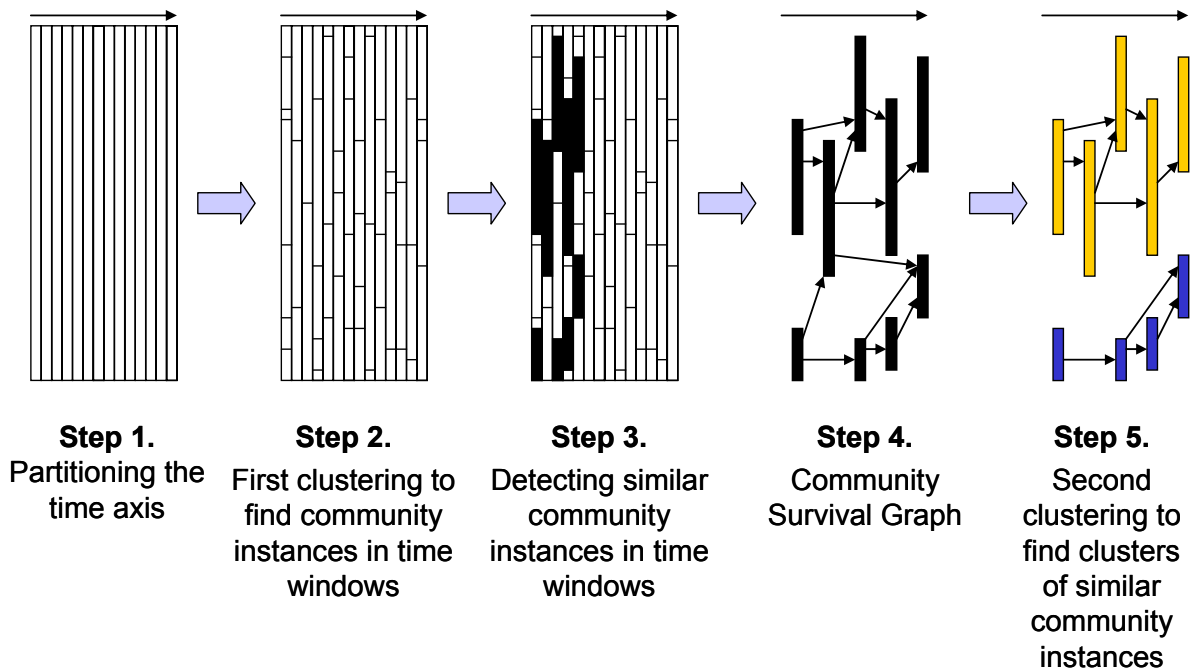 Step 1.
Partitioning the
time axis
Step 2.
First clustering to
find community
instances in time
windows
Step 3.
Detecting similar
community
instances in time
windows
Step 4.
Community
Survival Graph
Step 5.
Second
clustering to
find clusters
of similar
community
instances